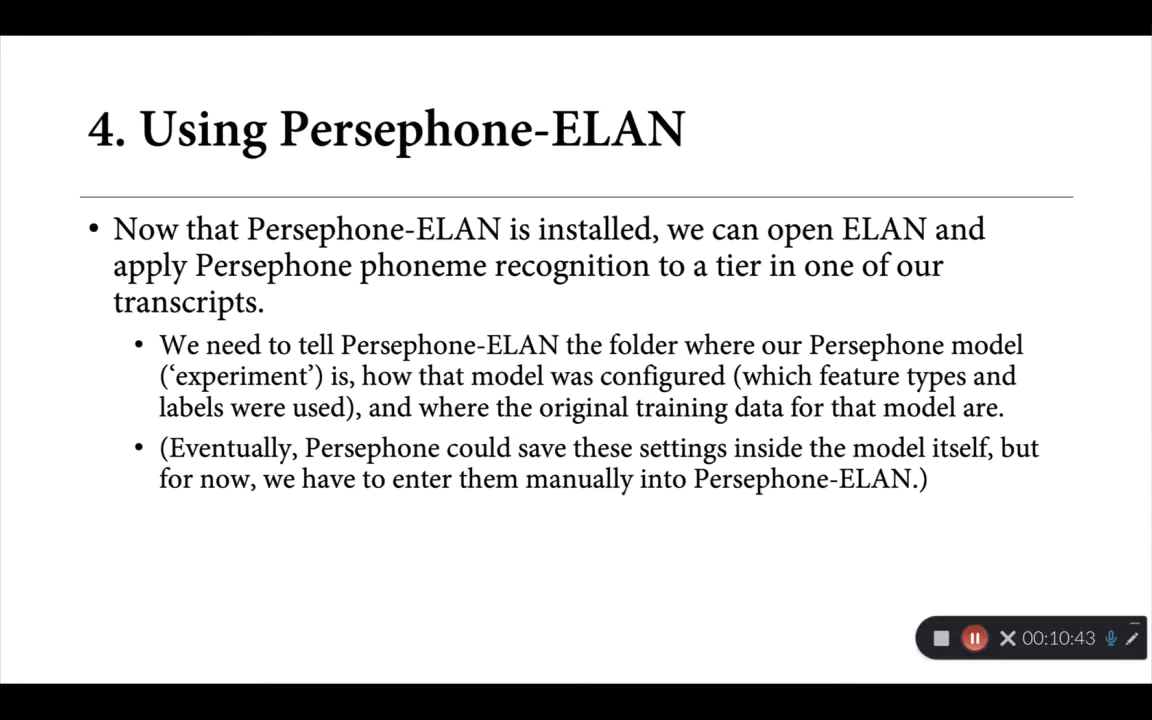 4. Using Persephone-ELAN
• Now that Persephone-ELAN is installed, we can open ELAN and
apply Persephone phoneme recognition to a tier in one of our
transcripts.
• We need to tell Persephone-ELAN the folder where our Persephone model
(‘experiment’) is, how that model was configured (which feature types and
labels were used), and where the original training data for that model are.
• (Eventually, Persephone could save these settings inside the model itself, but
for now, we have to enter them manually into Persephone-ELAN.)
00:10:43